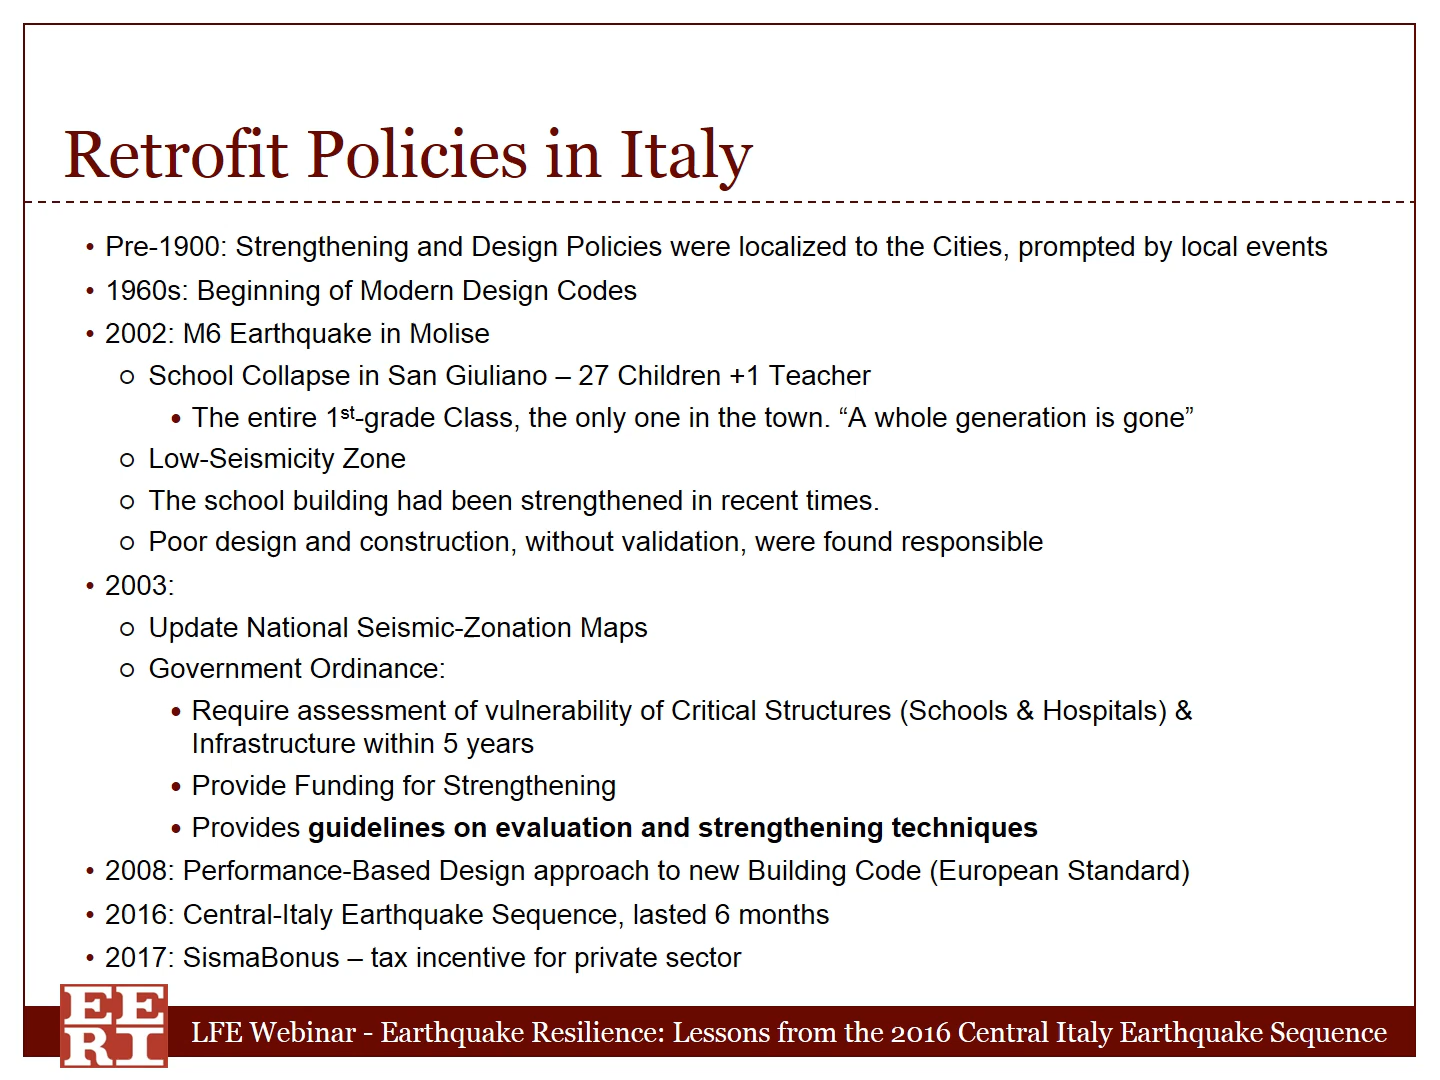 Retrofit Policies in Italy
• Pre-1900: Strengthening and Design Policies were localized to the Cities, prompted by local events
• 1960s: Beginning of Modern Design Codes
• 2002: M6 Earthquake in Molise
○ School Collapse in San Giuliano – 27 Children +1 Teacher
• The entire 1st-grade Class, the only one in the town. “A whole generation is gone”
○ Low-Seismicity Zone
○ The school building had been strengthened in recent times.
○ Poor design and construction, without validation, were found responsible
• 2003:
○ Update National Seismic-Zonation Maps
○ Government Ordinance:
• Require assessment of vulnerability of Critical Structures (Schools & Hospitals) &
Infrastructure within 5 years
• Provide Funding for Strengthening
• Provides guidelines on evaluation and strengthening techniques
• 2008: Performance-Based Design approach to new Building Code (European Standard)
• 2016: Central-Italy Earthquake Sequence, lasted 6 months
• 2017: SismaBonus – tax incentive for private sector
EE
RI
LFE Webinar - Earthquake Resilience: Lessons from the 2016 Central Italy Earthquake Sequence